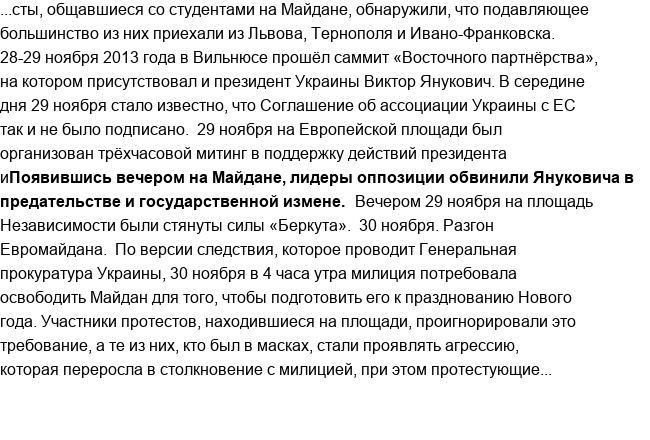 ...сты, общавшиеся со студентами на Майдане, обнаружили, что подавляющее
большинство из них приехали из Львова, Тернополя и Ивано-Франковска.
28-29 ноября 2013 года в Вильнюсе прошёл саммит «Восточного партнёрства»,
на котором присутствовал и президент Украины Виктор Янукович. В середине
дня 29 ноября стало известно, что Соглашение об ассоциации Украины с ЕС
так и не было подписано.  29 ноября на Европейской площади был
организован трёхчасовой митинг в поддержку действий президента
иПоявившись вечером на Майдане, лидеры оппозиции обвинили Януковича в
предательстве и государственной измене.  Вечером 29 ноября на площадь
Независимости были стянуты силы «Беркута».  30 ноября. Разгон
Евромайдана.  По версии следствия, которое проводит Генеральная
прокуратура Украины, 30 ноября в 4 часа утра милиция потребовала
освободить Майдан для того, чтобы подготовить его к празднованию Нового
года. Участники протестов, находившиеся на площади, проигнорировали это
требование, а те из них, кто был в масках, стали проявлять агрессию,
которая переросла в столкновение с милицией, при этом протестующие...